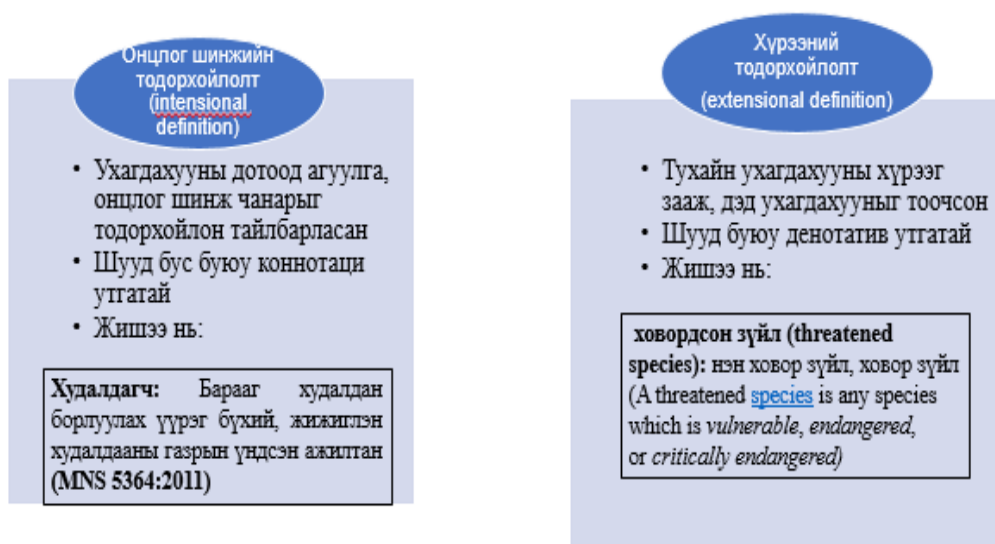 Онцлог шинжийн
тодорхойлолт
(intensional
definition)
• Ухагдахууны дотоод агуулга,
онцлог шинж чанарыг
тодорхойлон тайлбарласан
• Шууд бус буюу коннотаци
утгатай
• Жишээ нь:
Худалдагч: Барааг худалдан
борлуулах үүрэг бүхий, жижиглэн
худалдааны газрын үндсэн ажилтан
(MNS 5364:2011)
Хүрээний
тодорхойлолт
(extensional definition)
• Тухайн ухагдахууны хүрээг
зааж, дэд ухагдахууныг тоочсон
• Шууд буюу денотатив утгатай
• Жишээ нь:
ховордсон зүйл (threatened
species): нэн ховор зүйл, ховор зүйл
(A threatened species is any species
which is vulnerable, endangered,
or critically endangered)